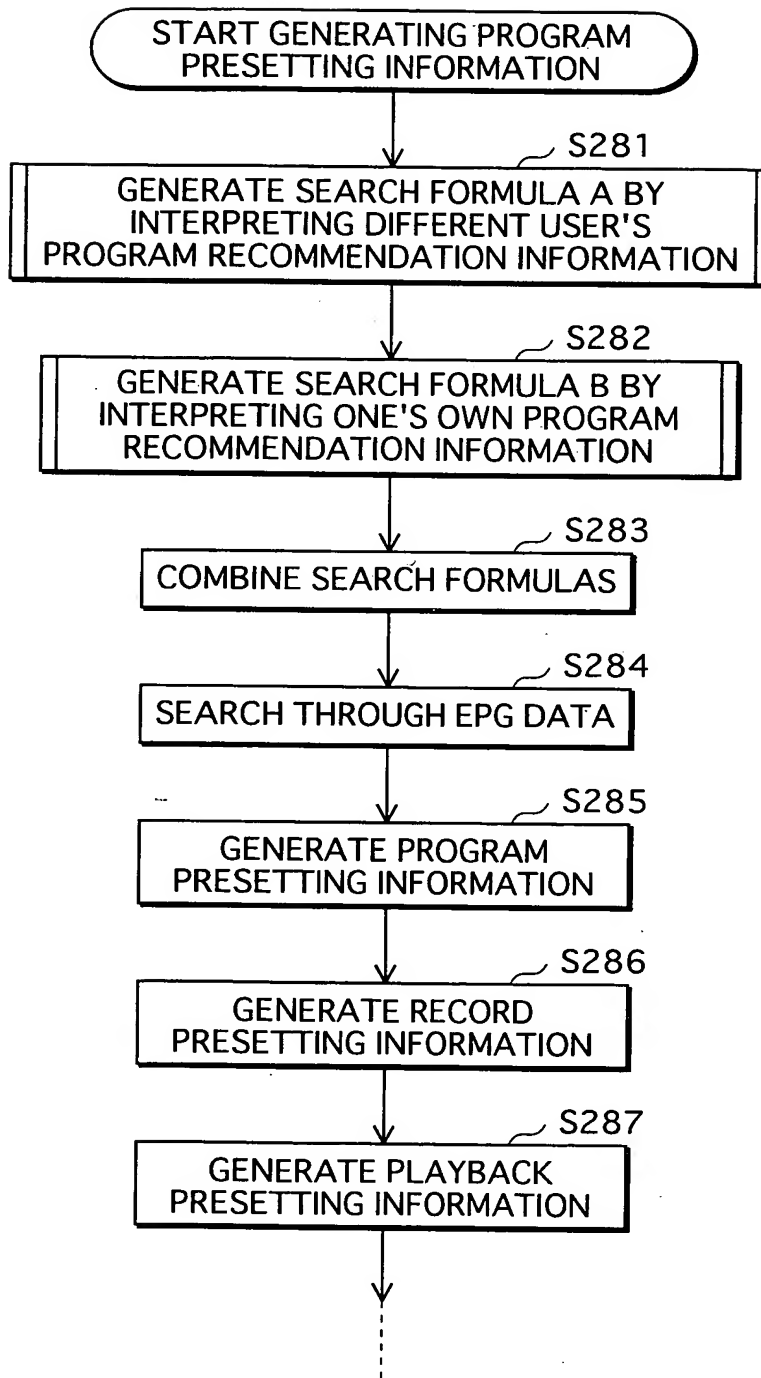 START GENERATING PROGRAM
PRESETTING INFORMATION
S281
GENERATE SEARCH FORMULA A BY
INTERPRETING DIFFERENT USER'S
PROGRAM RECOMMENDATION INFORMATION
S282
GENERATE SEARCH FORMULA B BY
INTERPRETING ONE'S OWN PROGRAM
RECOMMENDATION INFORMATION
S283
COMBINE SEARCH FORMULAS
S284
SEARCH THROUGH EPG DATA
S285
GENERATE PROGRAM
PRESETTING INFORMATION
S286
GENERATE RECORD
PRESETTING INFORMATION
S287
GENERATE PLAYBACK
PRESETTING INFORMATION